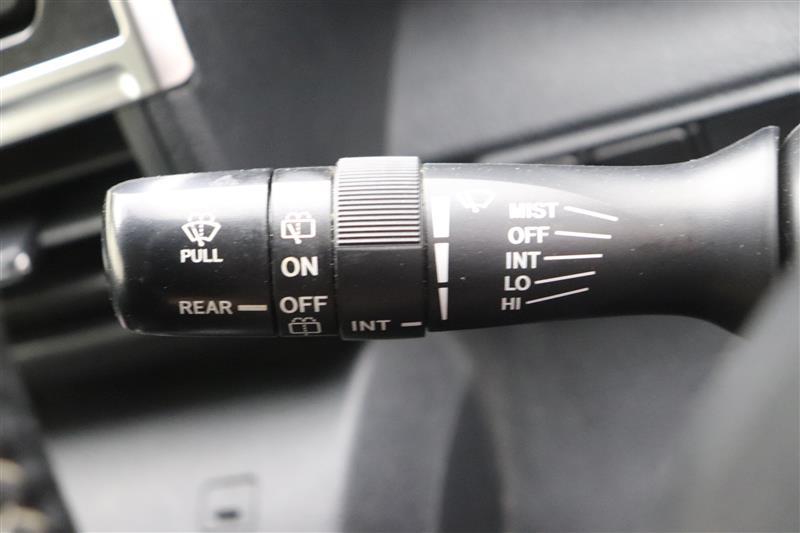 PULL
REAR
ON
OFF
INT
MIST
OFF
INT
LO
HI